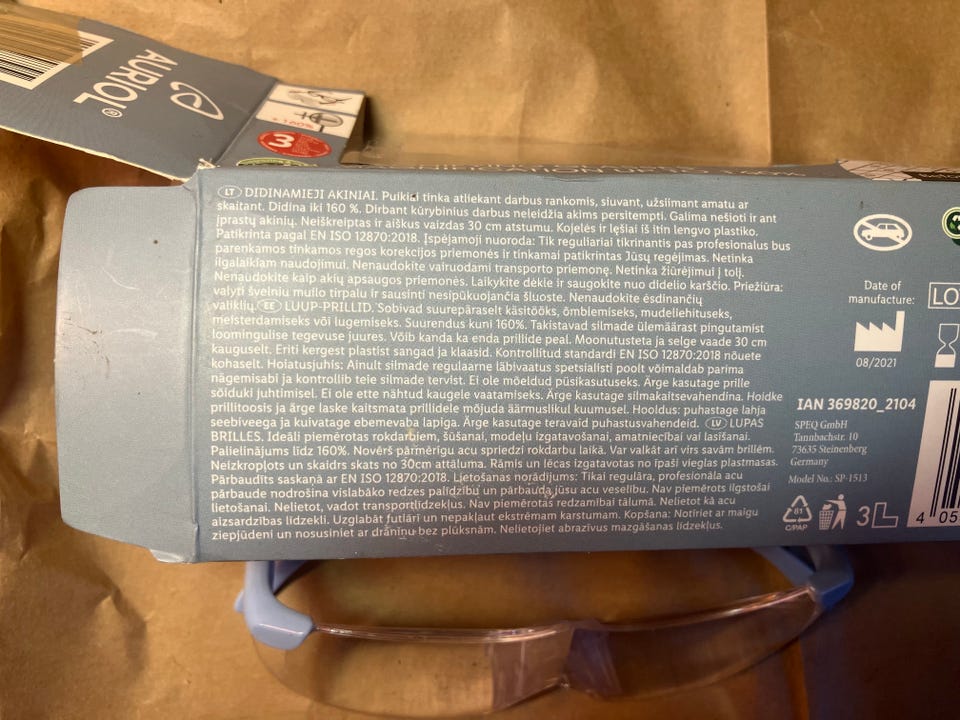 AURIOL®
3
LT DIDINAMIEJI AKINIAI. Puikiai tinka atliekant darbus rankomis, siuvant, užsiimant amatu ar
skaitant. Didina iki 160 %. Dirbant kūrybinius darbus neleidžia akims persitempti. Galima nešioti ir ant
įprastų akinių. Neiškreiptas ir aiškus vaizdas 30 cm atstumu. Kojelės ir lęšiai iš itin lengvo plastiko.
Patikrinta pagal EN ISO 12870:2018. Įspėjamoji nuoroda: Tik reguliariai tikrinantis pas profesionalus bus
parenkamos tinkamos regos korekcijos priemonės ir tinkamai patikrintas Jūsų regėjimas. Netinka
ilgalaikiam naudojimui. Nenaudokite vairuodami transporto priemonę. Netinka žiūrėjimui į tolį.
Nenaudokite kaip akių apsaugos priemonės. Laikykite dėkle ir saugokite nuo didelio karščio. Priežiūra:
valyti švelniu muilo tirpalu ir sausinti nesipūkuojančia šluoste. Nenaudokite ėsdinančių
valiklių. EE LUUP-PRILLID. Sobivad suurepäraselt käsitööks, õmblemiseks, mudeliehituseks,
meisterdamiseks või lugemiseks. Suurendus kuni 160%. Takistavad silmade ülemäärast pingutamist
loomingulise tegevuse juures. Võib kanda ka enda prillide peal. Moonutusteta ja selge vaade 30 cm
kauguselt. Eriti kergest plastist sangad ja klaasid. Kontrollitud standardi EN ISO 12870:2018 nõuete
kohaselt. Hoiatusjuhis: Ainult silmade regulaarne läbivaatus spetsialisti poolt võimaldab parima
nägemisabi ja kontrollib teie silmade tervist. Ei ole mõeldud püsikasutuseks. Ärge kasutage prille
sõiduki juhtimisel. Ei ole ette nähtud kaugele vaatamiseks. Ärge kasutage silmakaitsevahendina. Hoidke
prillitoosis ja ärge laske kaitsmata prillidele mõjuda äärmuslikul kuumusel. Hooldus: puhastage lahja
seebiveega ja kuivatage ebemevaba lapiga. Ärge kasutage teravaid puhastusvahendeid. LV LUPAS
BRILLES. Ideāli piemērotas rokdarbiem, šūšanai, modeļu izgatavošanai, amatniecībai vai lasīšanai.
Palielinājums līdz 160%. Novērš pārmērīgu acu spriedzi rokdarbu laikā. Var valkāt arī virs savām brillēm.
Neizkropļots un skaidrs skats no 30cm attāluma. Rāmis un lēcas izgatavotas no īpaši vieglas plastmasas.
Pārbaudīts saskaņā ar EN ISO 12870:2018. Lietošanas norādījums: Tikai regulāra, profesionāla acu
pārbaude nodrošina vislabāko redzes palīdzību un pārbauda jūsu acu veselību. Nav piemērots ilgstošai
lietošanai. Nelietot, vadot transportlīdzekļus. Nav piemērotas redzamībai tālumā. Nelietot kā acu
aizsardzības līdzekli. Uzglabāt futlāri un nepakļaut ekstrēmam karstumam. Kopšana: Notīriet ar maigu
ziepjūdeni un nosusiniet ar drāniņu bez plūksnām. Nelietojiet abrazīvus mazgāšanas līdzekļus.
Date of
manufacture:
08/2021
LO
IAN 369820_2104
SPEQ GmbH
Tannbachstr. 10
73635 Steinenberg
Germany
Model No.: SP-1513
81
C/PAP
3L
4 05